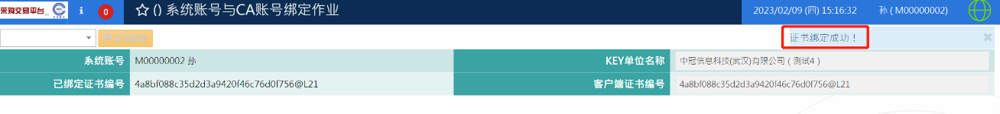 采购交易平台 i 0 ☆ () 系统账号与CA账号绑定作业 2023/02/09 (四) 15:16:32 孙 ( M00000002)
证书绑定成功！ ×
系统账号 M00000002 孙 KEY单位名称 中冠信息科技(武汉)有限公司（测试4）
已绑定证书编号 4a8bf088c35d2d3a9420f46c76d0f756@L21 客户端证书编号 4a8bf088c35d2d3a9420f46c76d0f756@L21